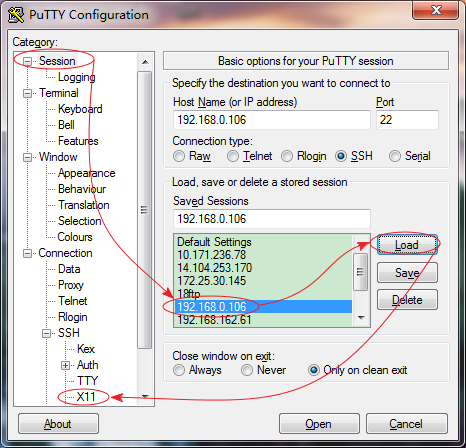 PuTTY Configuration
Category:
Session
Logging
Terminal
Keyboard
Bell
Features
Window
Appearance
Behaviour
Translation
Selection
Colours
Connection
Data
Proxy
Telnet
Rlogin
SSH
Kex
Auth
TTY
X11
Basic options for your PuTTY session
Specify the destination you want to connect to
Host Name (or IP address) Port
192.168.0.106 22
Connection type:
Raw Telnet Rlogin SSH Serial
Load, save or delete a stored session
Saved Sessions
192.168.0.106
Default Settings
10.171.236.78
14.104.253.170
172.25.30.145
18ftp
192.168.0.106
192.168.162.61
Load
Save
Delete
Close window on exit:
Always Never Only on clean exit
About Open Cancel